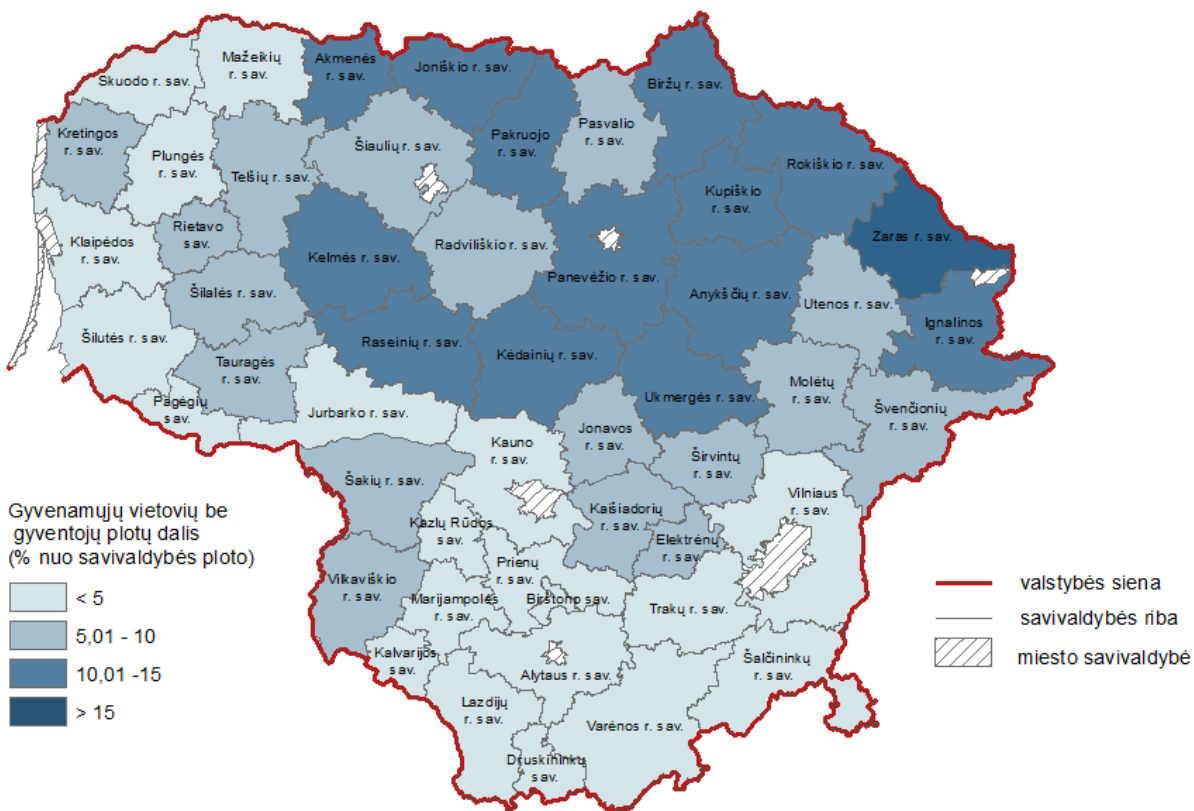 Skuodo r. sav.
Mažeikių
r. sav.
Akmenės
r. sav.
Joniškio r. sav.
Biržų r. sav.
Kretingos
r. sav.
Plungės
r. sav.
Telšių r. sav.
Šiaulių r. sav.
Pakruojo
r. sav.
Pasvalio
r. sav.
Rokiškio r. sav.
Kupiškio
r. sav.
Klaipėdos
r. sav.
Rietavo
sav.
Kelmės r. sav.
Radviliškio r. sav.
Panevėžio r. sav.
Zaras r. sav.
Anykščių r. sav.
Utenos r. sav.
Ignalinos
r. sav.
Šilalės r. sav.
Šilutės r. sav.
Tauragės
r. sav.
Raseinių r. sav.
Kėdainių r. sav.
Ukmergės r. sav.
Molėtų
r. sav.
Švenčionių
r. sav.
Pagėgių
sav.
Jurbarko r. sav.
Kauno
r. sav.
Jonavos
r. sav.
Širvintų
r. sav.
Šakių r. sav.
Vilniaus
r. sav.
Kaišiadorių
r. sav.
Kazlų Rūdos
sav.
Elektrėnų
r. sav.
Prienų
r. sav.
Vilkaviškio
r. sav.
Marijampolės
r. sav.
Birštono sav.
Trakų r. sav.
Kalvarijos
sav.
Alytaus r. sav.
Šalčininkų
r. sav.
Lazdijų
r. sav.
Varėnos r. sav.
Druskininkų
sav.
Gyvenamųjų vietovių be
gyventojų plotų dalis
(% nuo savivaldybės ploto)
< 5
5,01 - 10
10,01 -15
> 15
valstybės siena
savivaldybės riba
miesto savivaldybė